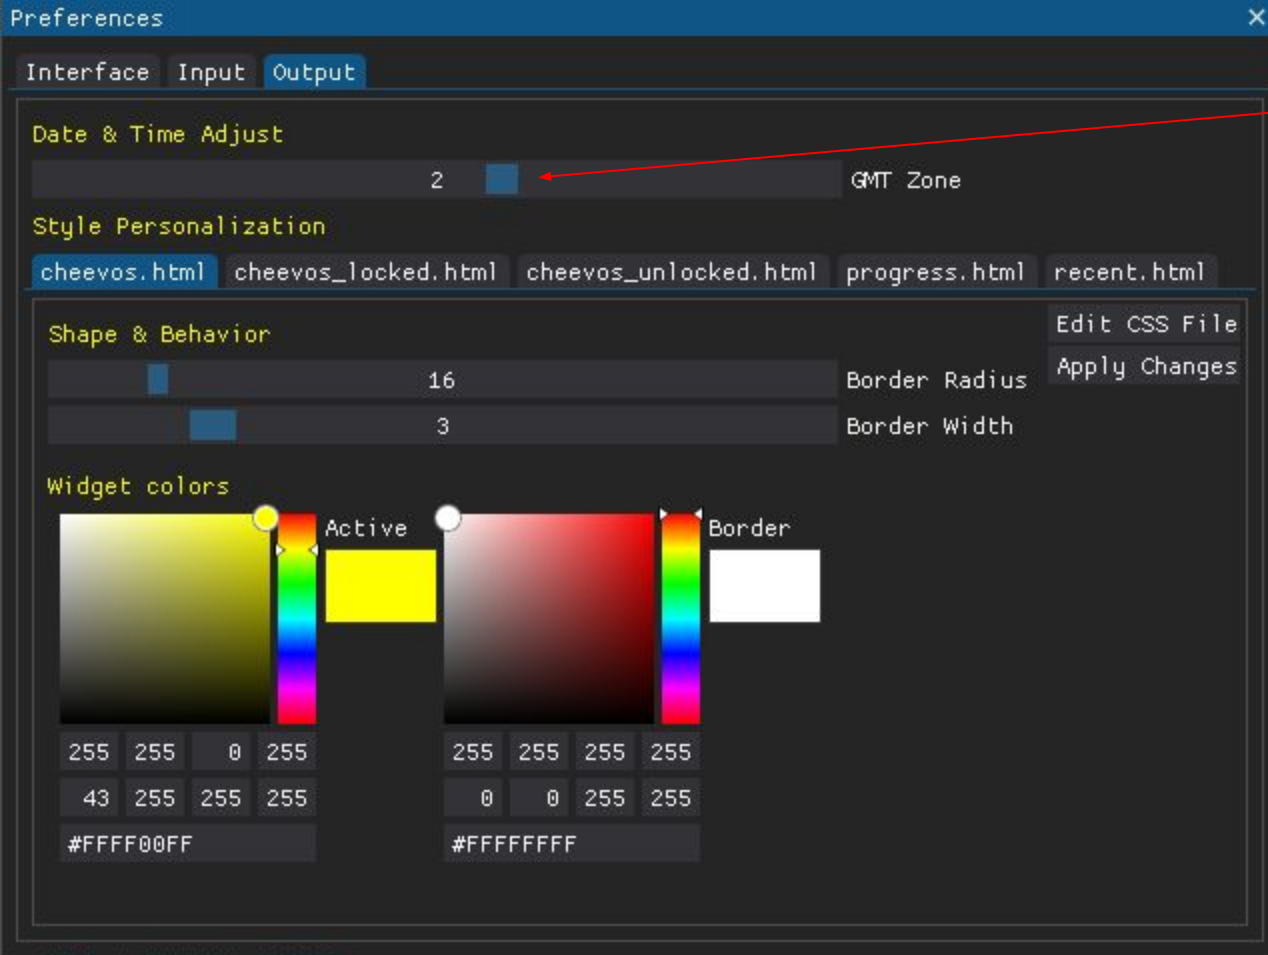 Preferences
Interface Input Output
Date & Time Adjust
2 GMT Zone
Style Personalization
cheevos.html cheevos_locked.html cheevos_unlocked.html progress.html recent.html
Shape & Behavior Edit CSS File
Apply Changes
16 Border Radius
3 Border Width
Widget colors
Active Border
255 255 0 255 255 255 255 255
43 255 255 255 0 0 255 255
#FFFF00FF #FFFFFFFF